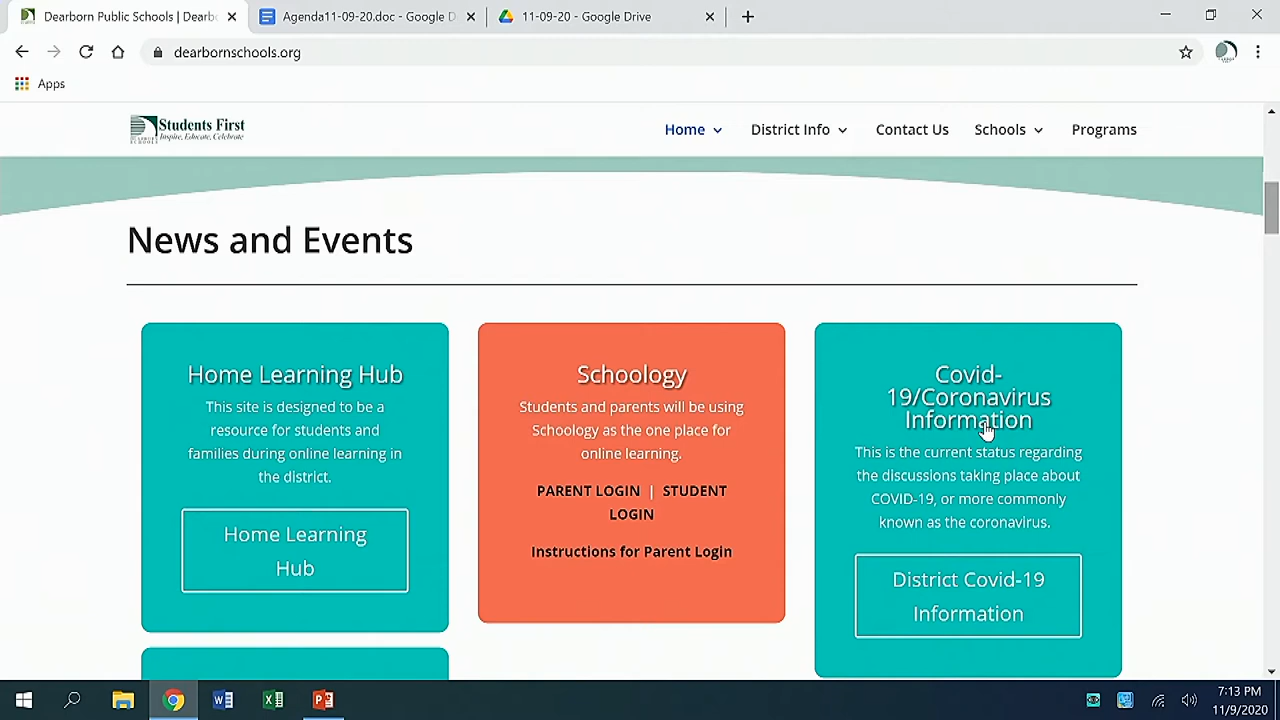 Dearborn Public Schools | Dearb
Agenda11-09-20.doc - Google D
11-09-20 - Google Drive
dearbornschools.org
Apps
Students First
Inspire, Educate, Celebrate
Home
District Info
Contact Us
Schools
Programs
News and Events
Home Learning Hub
This site is designed to be a
resource for students and
families during online learning in
the district.
Home Learning
Hub
Schoology
Students and parents will be using
Schoology as the one place for
online learning.
PARENT LOGIN | STUDENT
LOGIN
Instructions for Parent Login
Covid-
19/Coronavirus
Information
This is the current status regarding
the discussions taking place about
COVID-19, or more commonly
known as the coronavirus.
District Covid-19
Information
7:13 PM
11/9/2020